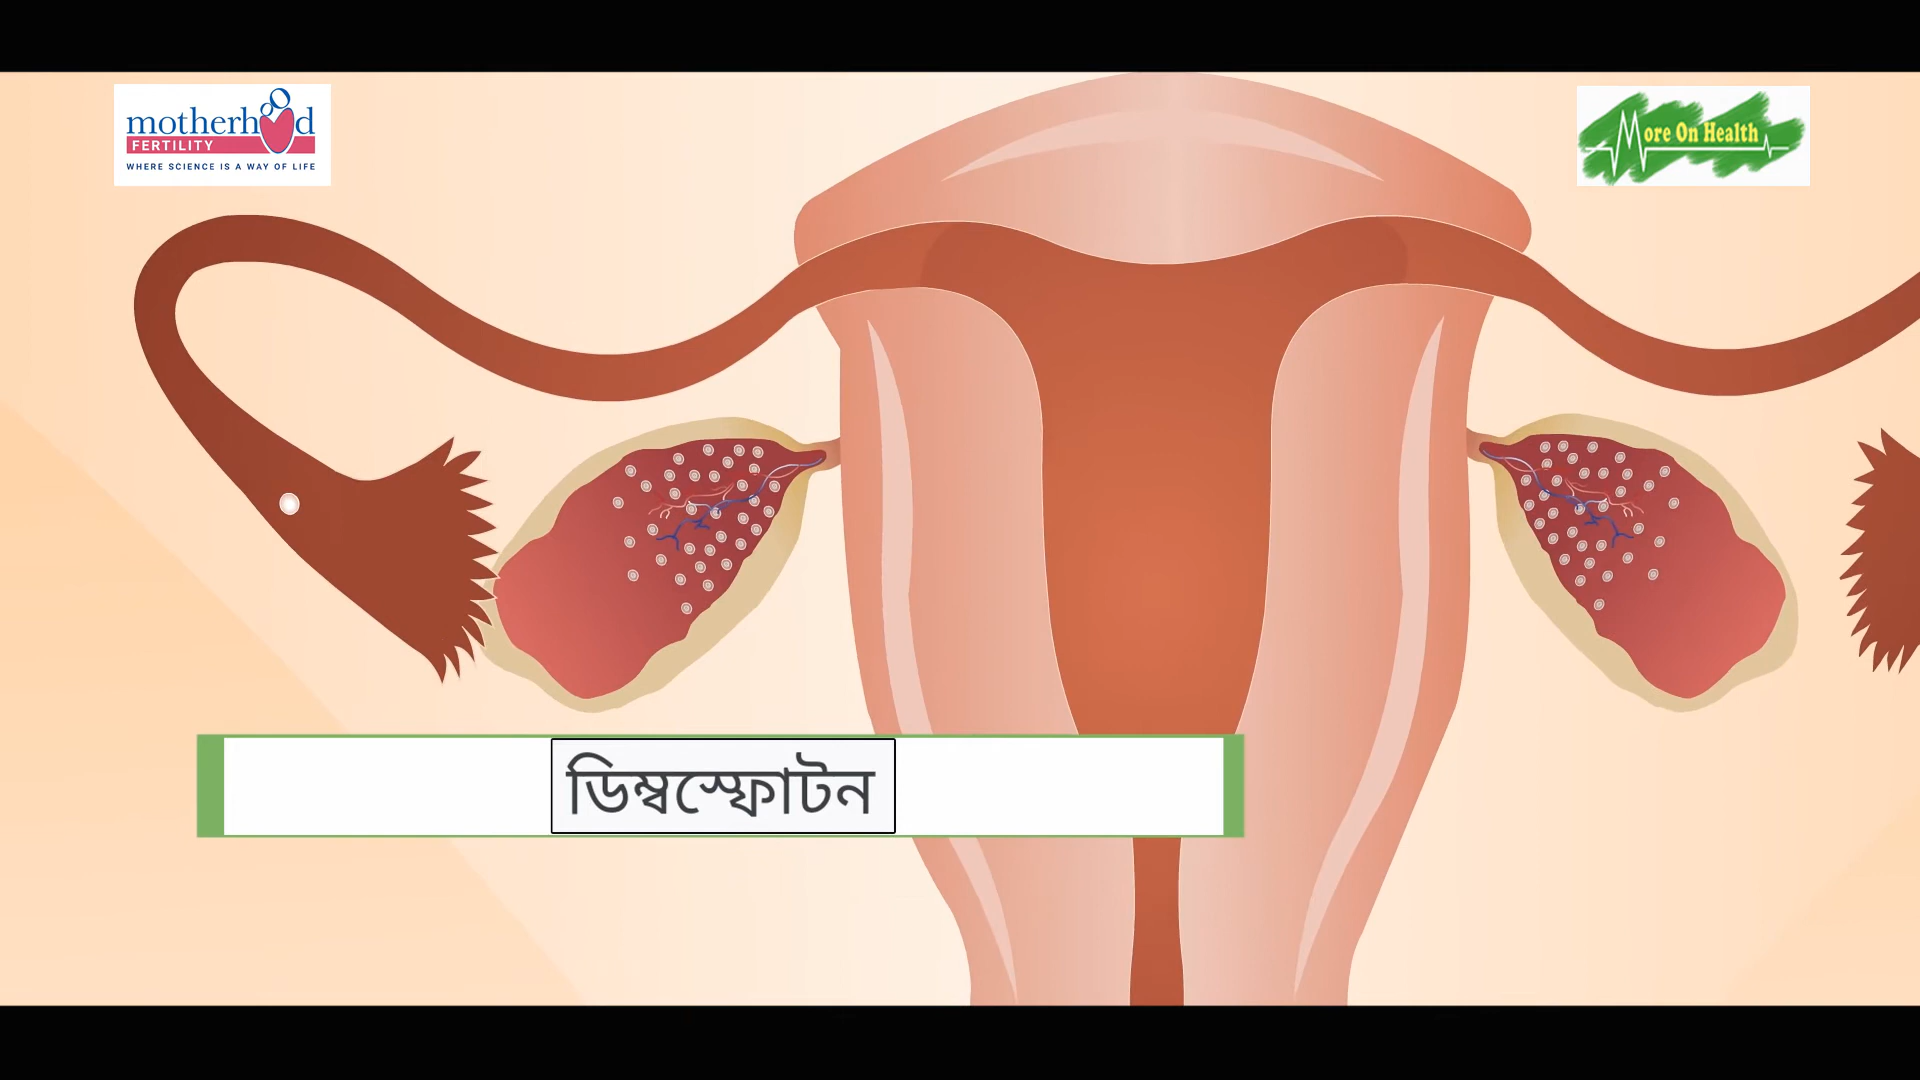 motherhood
FERTILITY
WHERE SCIENCE IS A WAY OF LIFE
More On Health
ডিম্বস্ফোটন